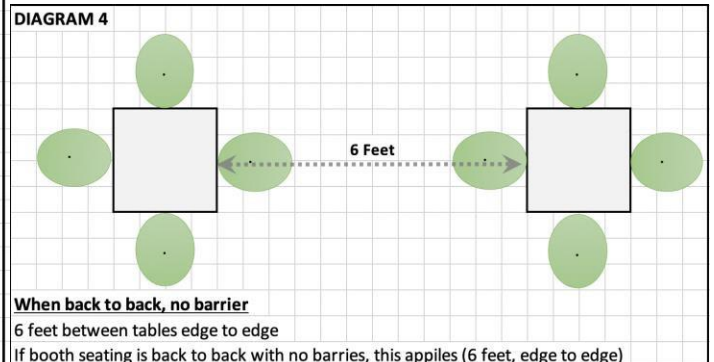 DIAGRAM 4
6 Feet
When back to back, no barrier
6 feet between tables edge to edge
If booth seating is back to back with no barries, this appiles (6 feet, edge to edge)